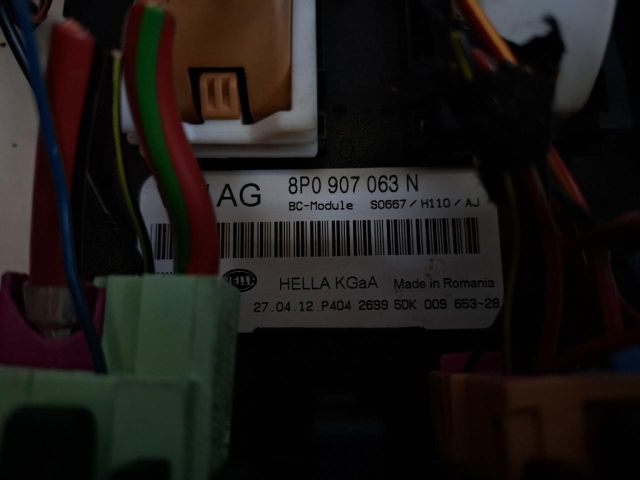 AG 8P0 907 063 N
BC-Module S0667/H110/AJ
HELLA HELLA KGaA Made in Romania
27.04.12 P404 2699 5DK 009 653-28